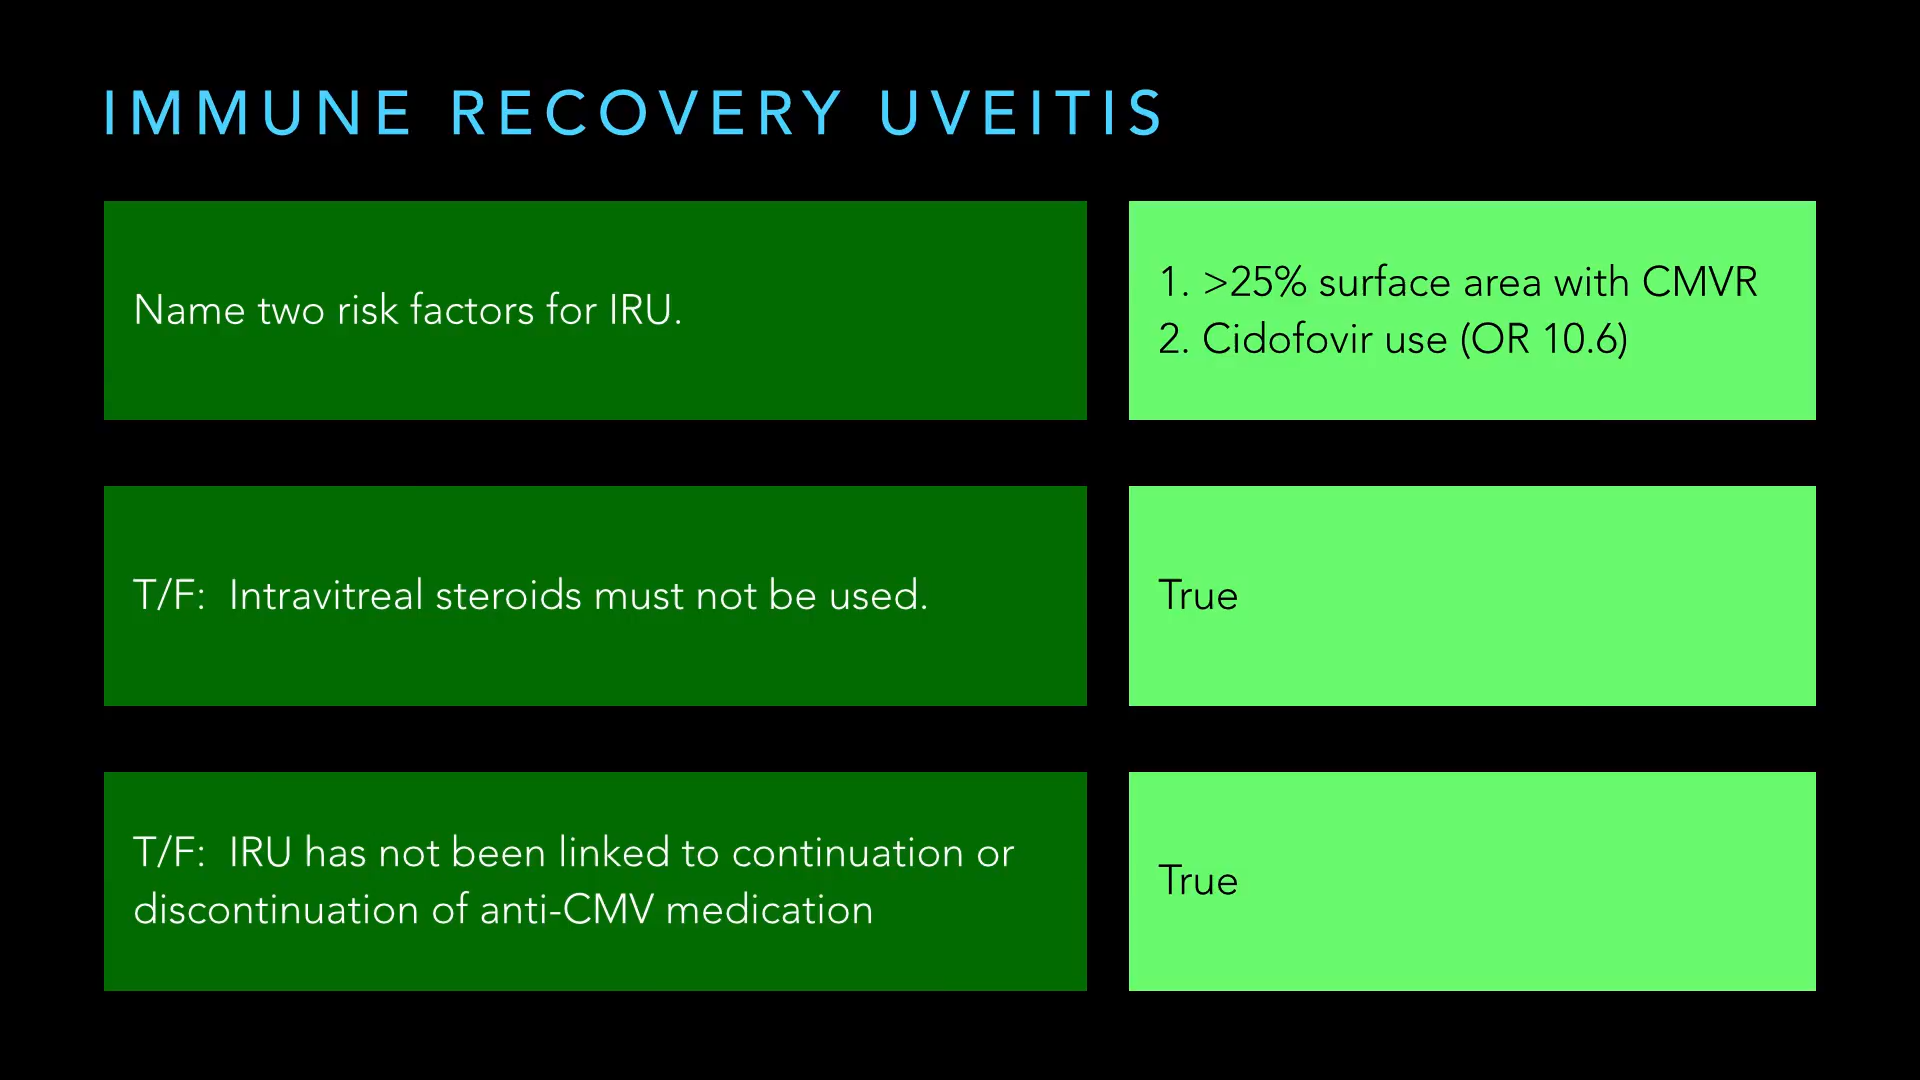 IMMUNE RECOVERY UVEITIS
Name two risk factors for IRU.
1. >25% surface area with CMVR
2. Cidofovir use (OR 10.6)
T/F:  Intravitreal steroids must not be used.
True
T/F:  IRU has not been linked to continuation or
discontinuation of anti-CMV medication
True